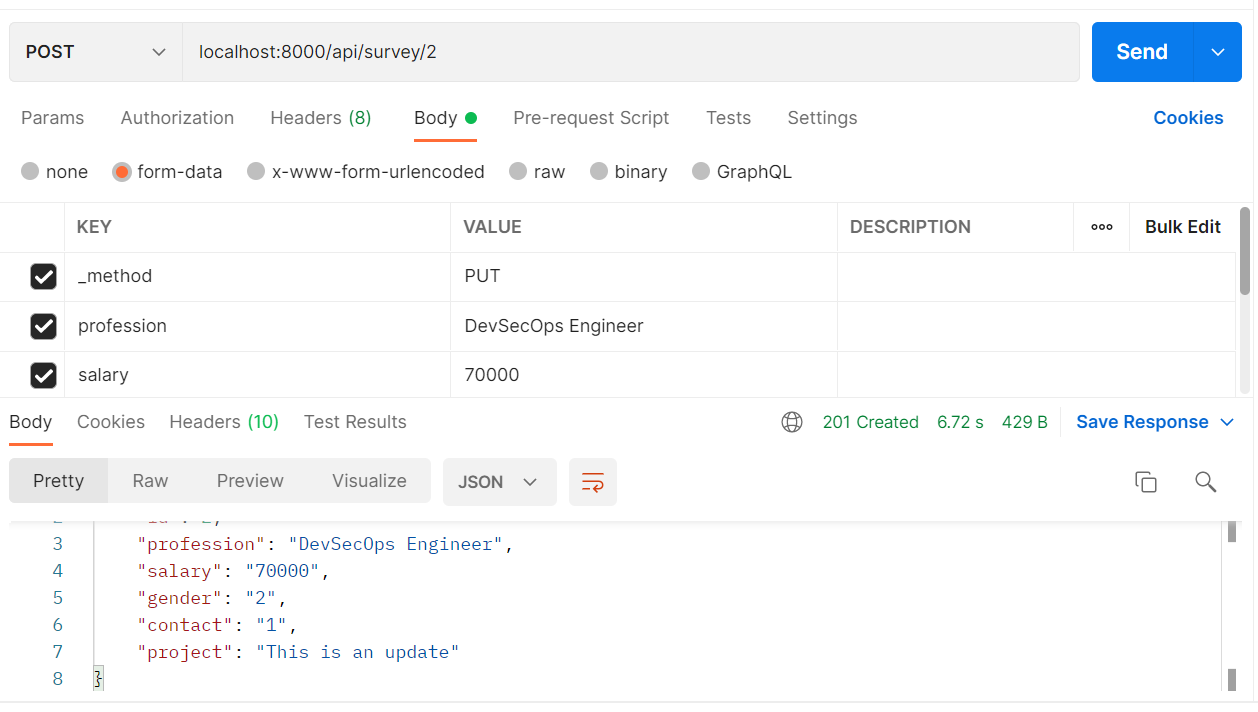 POST localhost:8000/api/survey/2 Send
Params Authorization Headers (8) Body Pre-request Script Tests Settings Cookies
none form-data x-www-form-urlencoded raw binary GraphQL
KEY VALUE DESCRIPTION Bulk Edit
_method PUT
profession DevSecOps Engineer
salary 70000
Body Cookies Headers (10) Test Results 201 Created 6.72 s 429 B Save Response
Pretty Raw Preview Visualize JSON
3 "profession": "DevSecOps Engineer",
4 "salary": "70000",
5 "gender": "2",
6 "contact": "1",
7 "project": "This is an update"
8 }